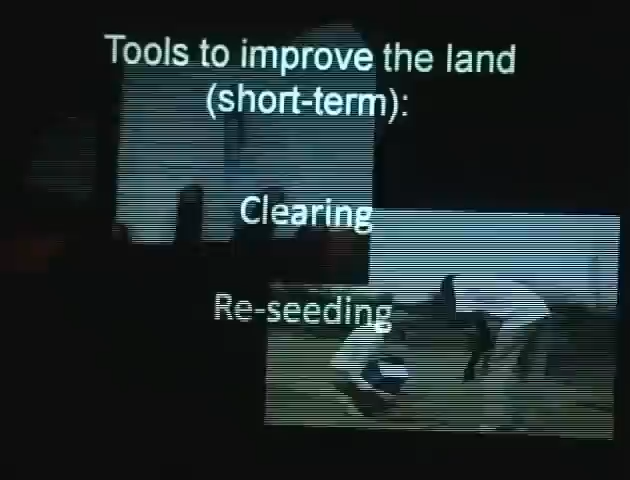 Tools to improve the land
(short-term):
Clearing
Re-seeding